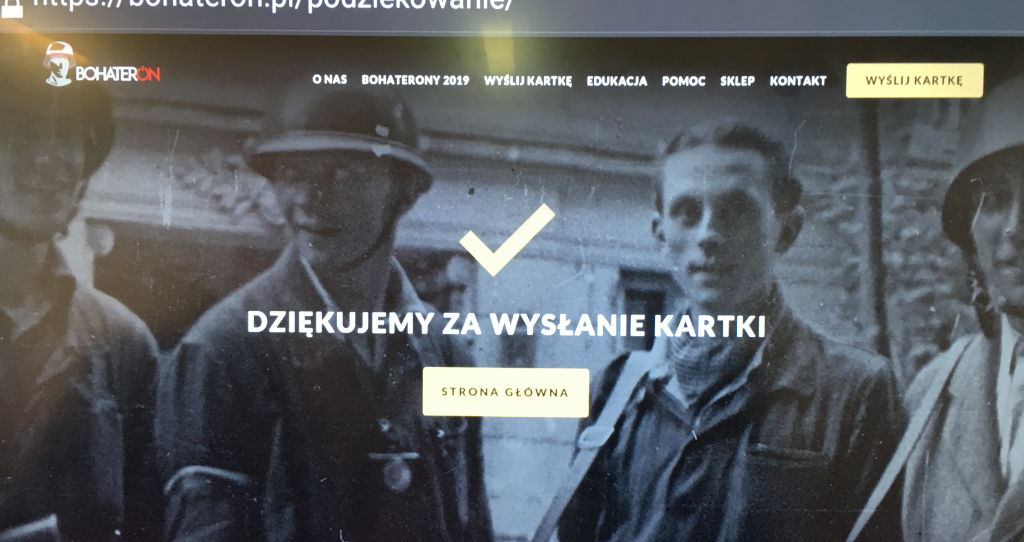 https://bohateron.pl/podziekowanie/
BOHATERON
O NAS BOHATERONY 2019 WYŚLIJ KARTKĘ EDUKACJA POMOC SKLEP KONTAKT WYŚLIJ KARTKĘ
DZIĘKUJEMY ZA WYSŁANIE KARTKI
STRONA GŁÓWNA